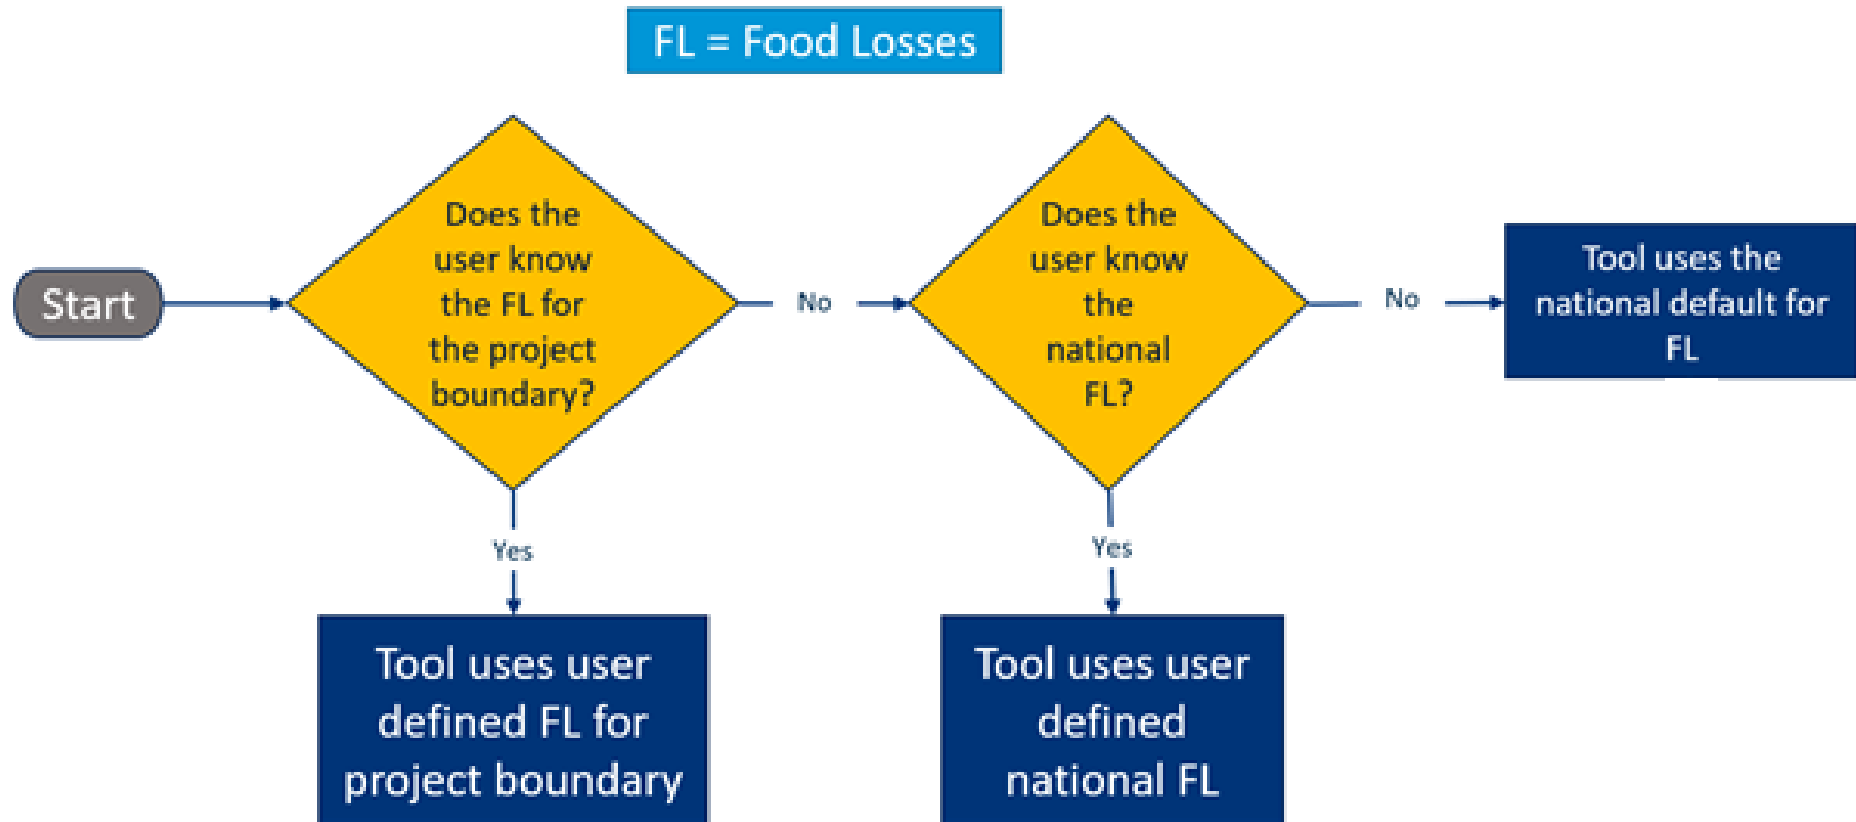 FL = Food Losses
Start
Does the
user know
the FL for
the project
boundary?
No
Does the
user know
the
national
FL?
No
Tool uses the
national default for
FL
Yes
Yes
Tool uses user
defined FL for
project boundary
Tool uses user
defined
national FL